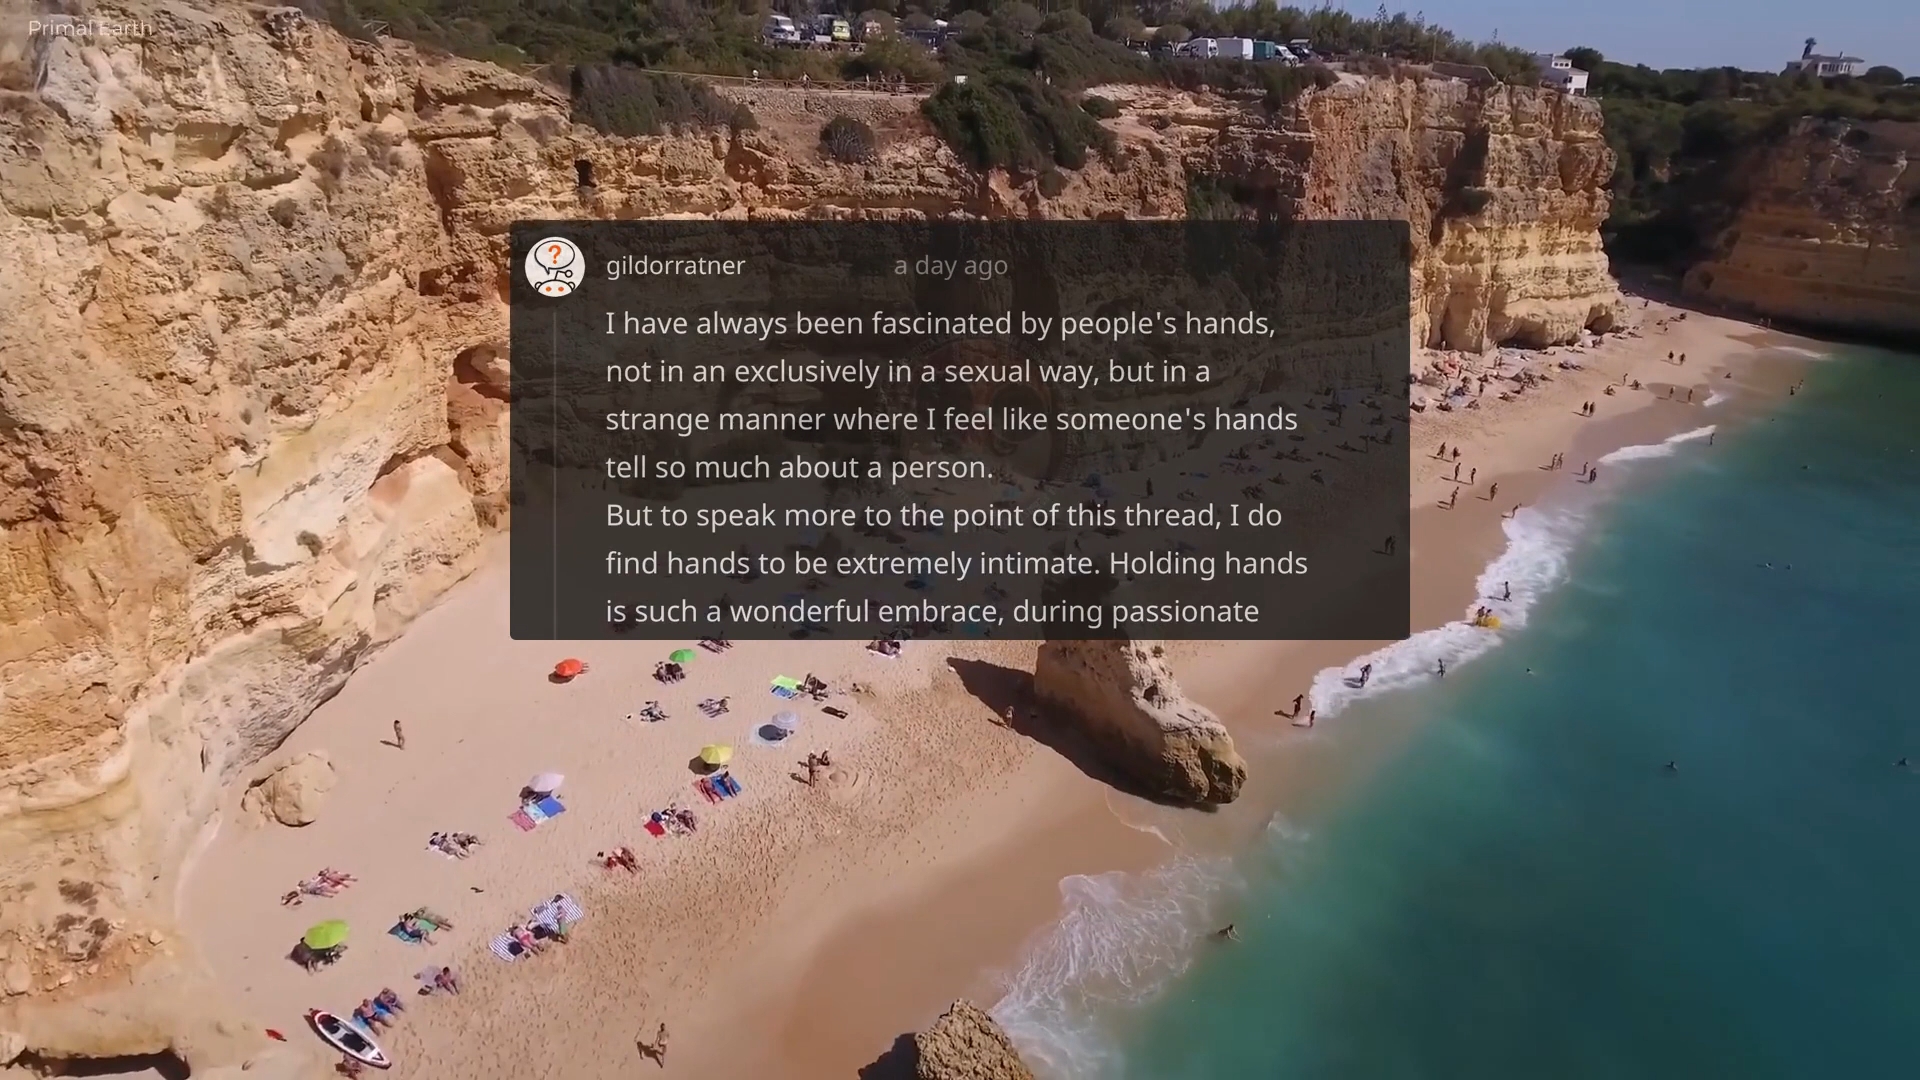 Primal Earth
gildorratner a day ago
I have always been fascinated by people's hands,
not in an exclusively in a sexual way, but in a
strange manner where I feel like someone's hands
tell so much about a person.
But to speak more to the point of this thread, I do
find hands to be extremely intimate. Holding hands
is such a wonderful embrace, during passionate